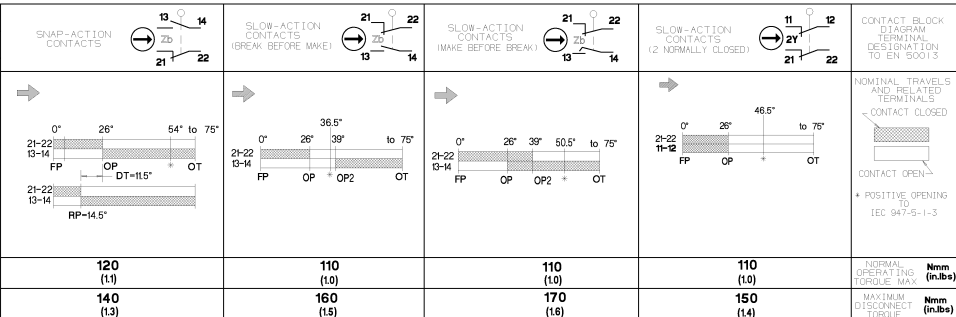 SNAP-ACTION
CONTACTS
13
14
Zb
21
22
SLOW-ACTION
CONTACTS
(BREAK BEFORE MAKE)
21
22
Zb
13
14
SLOW-ACTION
CONTACTS
(MAKE BEFORE BREAK)
21
22
Zb
13
14
SLOW-ACTION
CONTACTS
(2 NORMALLY CLOSED)
11
12
2Y
21
22
CONTACT BLOCK
DIAGRAM
TERMINAL
DESIGNATION
TO EN 50013
0° 26° 54° to 75°
21-22
13-14
FP OP * OT
DT=11.5°
21-22
13-14
RP=14.5°
36.5°
0° 26° 39° to 75°
21-22
13-14
FP OP * OP2 OT
0° 26° 39° 50.5° to 75°
21-22
13-14
FP OP OP2 * OT
46.5°
0° 26° to 75°
21-22
11-12
FP OP * OT
NOMINAL TRAVELS
AND RELATED
TERMINALS
CONTACT CLOSED
CONTACT OPEN
* POSITIVE OPENING
TO
IEC 947-5-1-3
120
(1.1)
110
(1.0)
110
(1.0)
110
(1.0)
NORMAL
OPERATING
TORQUE MAX
Nmm
(in.lbs)
140
(1.3)
160
(1.5)
170
(1.6)
150
(1.4)
MAXIMUM
DISCONNECT
TORQUE
Nmm
(in.lbs)